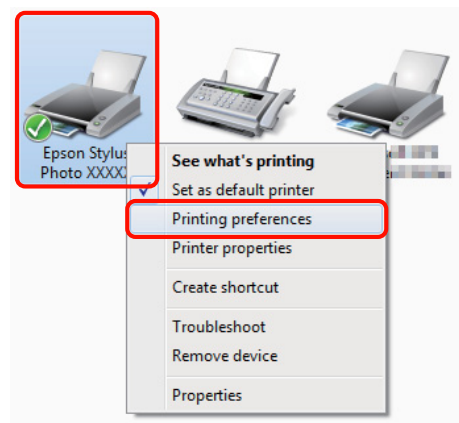 Epson Stylus
Photo XXXXX
See what's printing
Set as default printer
Printing preferences
Printer properties
Create shortcut
Troubleshoot
Remove device
Properties